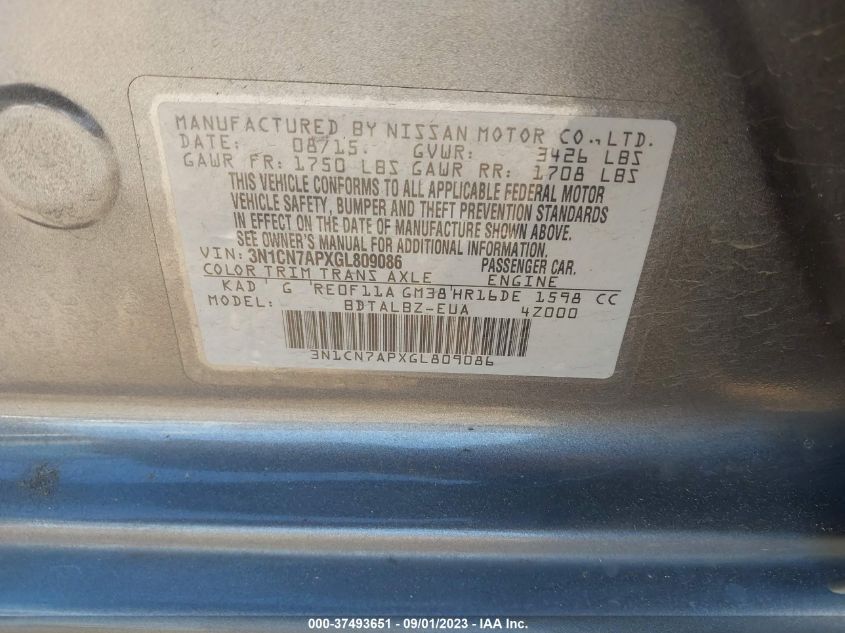 MANUFACTURED BY NISSAN MOTOR CO., LTD.
DATE: 08/15 GVWR: 3426 LBS
GAWR FR: 1750 LBS GAWR RR: 1708 LBS
THIS VEHICLE CONFORMS TO ALL APPLICABLE FEDERAL MOTOR
VEHICLE SAFETY, BUMPER AND THEFT PREVENTION STANDARDS
IN EFFECT ON THE DATE OF MANUFACTURE SHOWN ABOVE.
SEE OWNER'S MANUAL FOR ADDITIONAL INFORMATION.
VIN: 3N1CN7APXGL809086 PASSENGER CAR.
COLOR TRIM TRANS AXLE ENGINE
KAD G RE0F11A GM38 HR16DE 1598 CC
MODEL: BDTALBZ-EUA 4Z000
3N1CN7APXGL809086
000-37493651 - 09/01/2023 - IAA Inc.